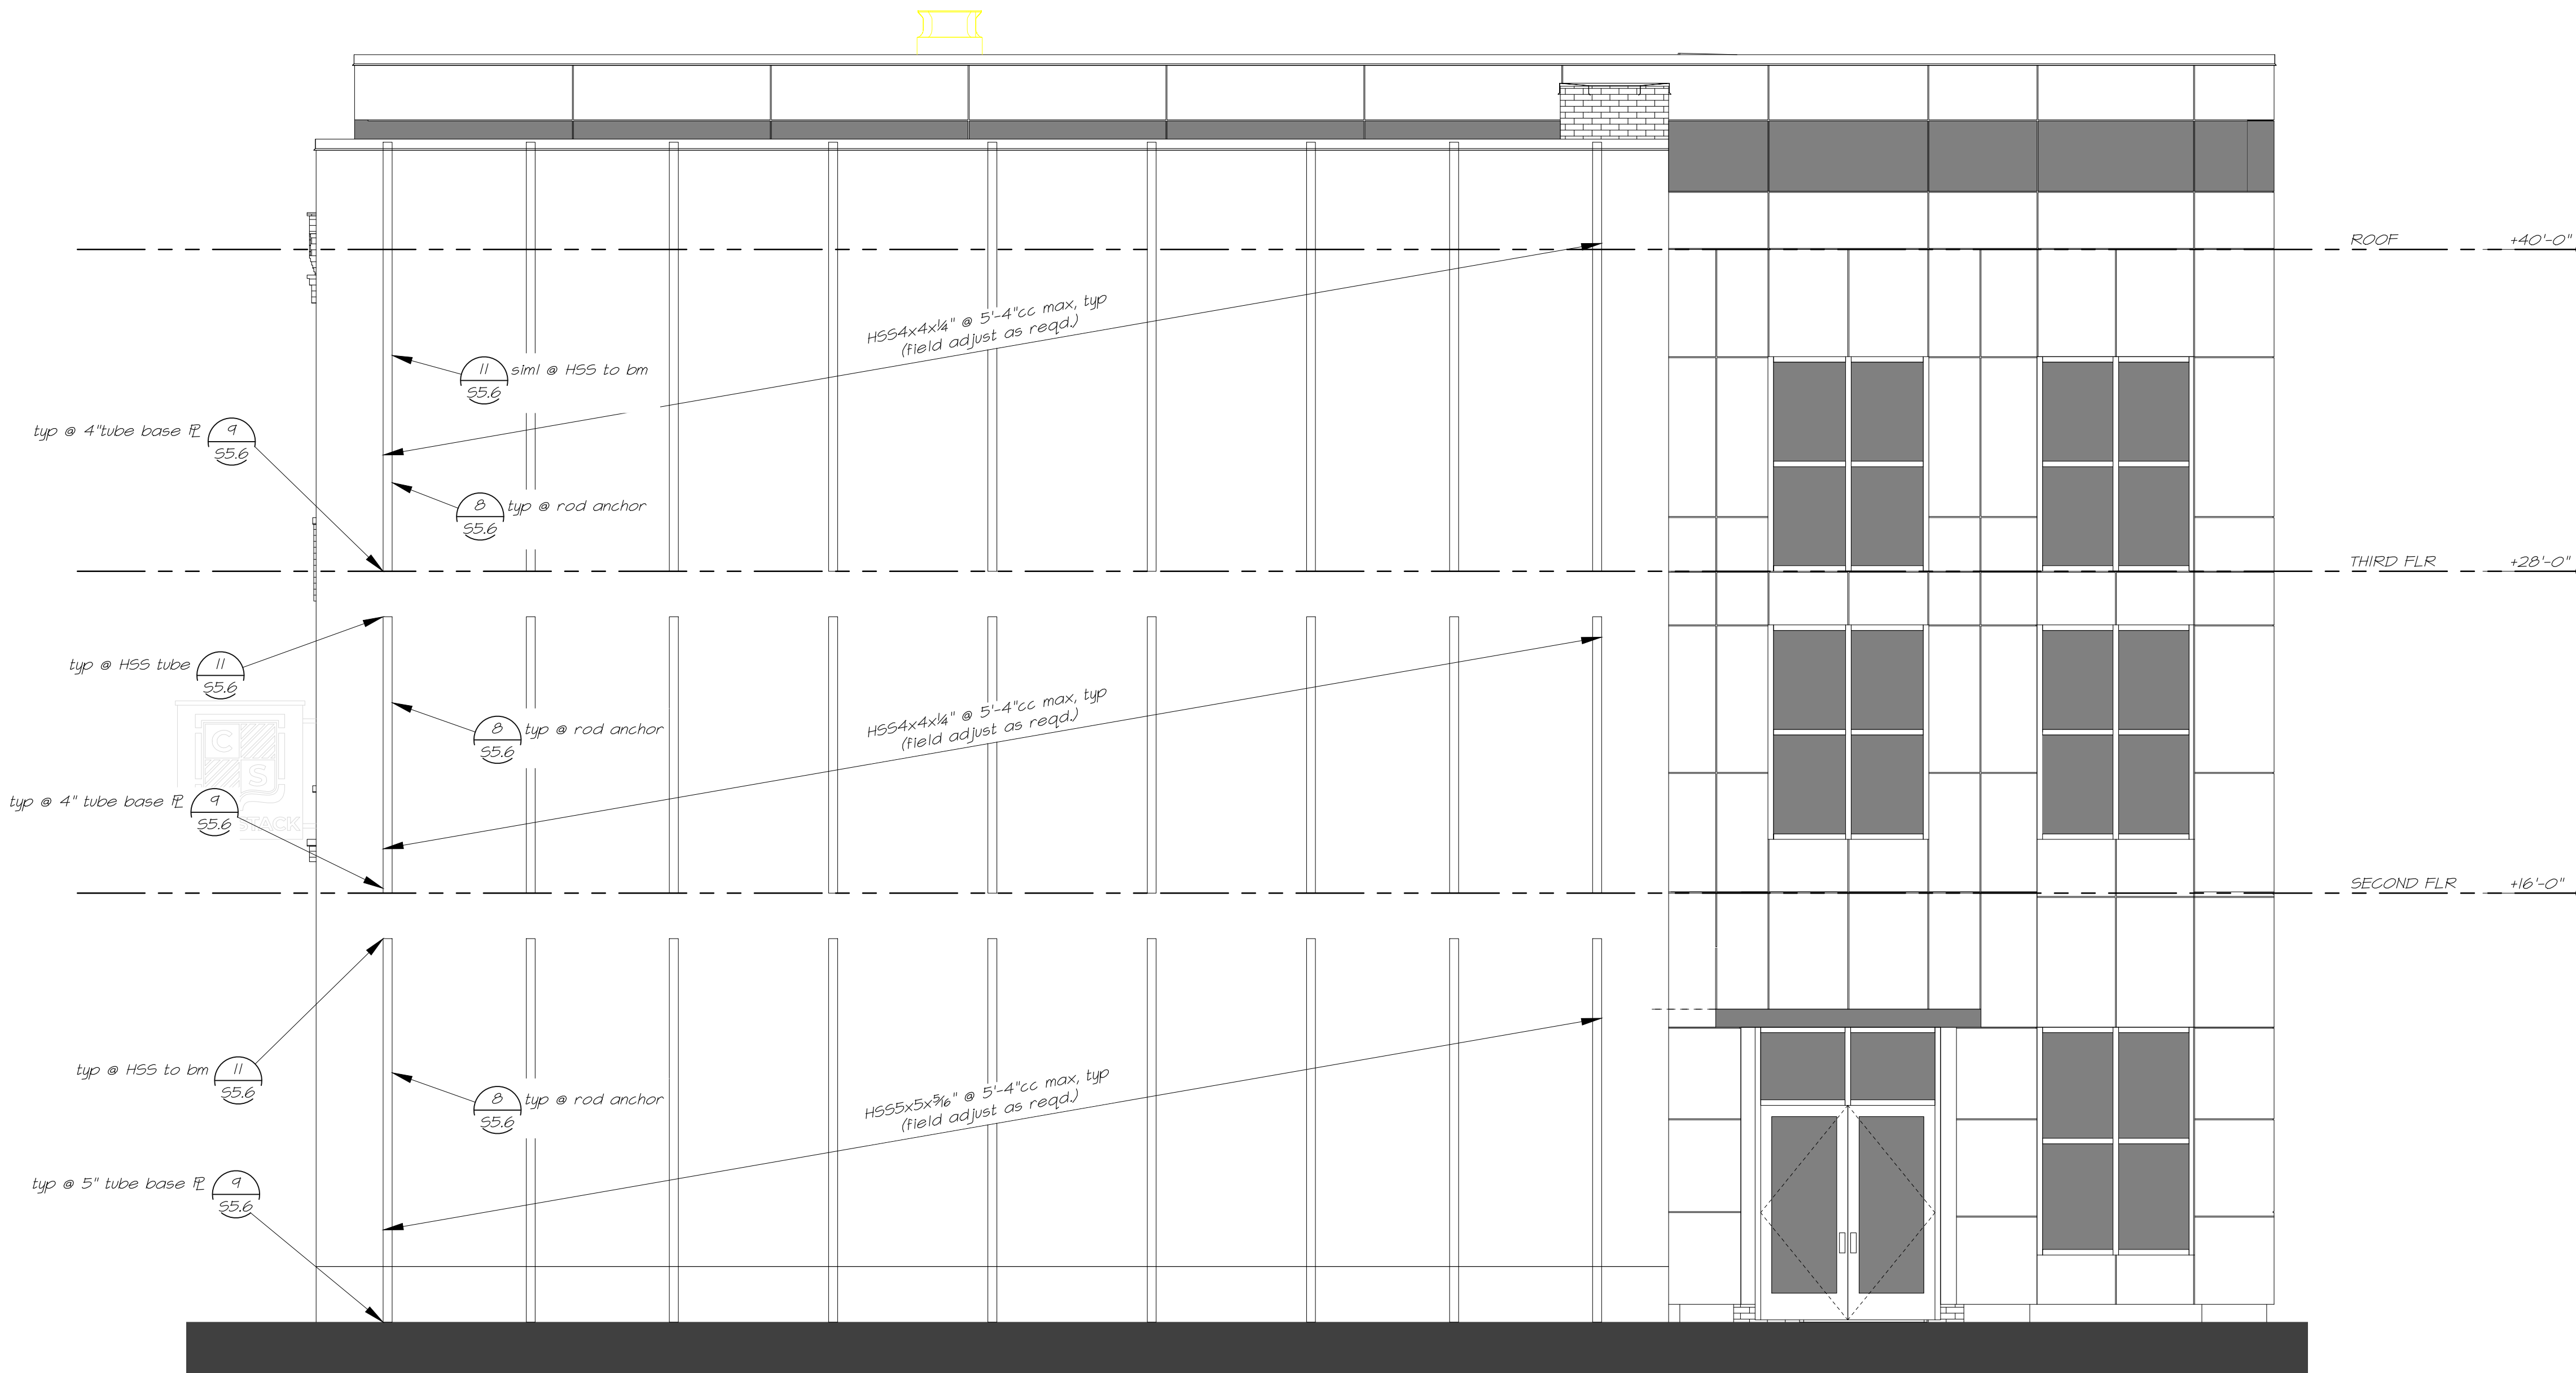 ROOF +40'-0"
HSS4x4x1/4" @ 5'-4"cc max, typ
(field adjust as reqd.)
11
S5.6
siml @ HSS to bm
typ @ 4"tube base PL
9
S5.6
8
S5.6
typ @ rod anchor
THIRD FLR +28'-0"
typ @ HSS tube
11
S5.6
HSS4x4x1/4" @ 5'-4"cc max, typ
(field adjust as reqd.)
8
S5.6
typ @ rod anchor
C
S
STACK
typ @ 4" tube base PL
9
S5.6
SECOND FLR +16'-0"
typ @ HSS to bm
11
S5.6
HSS5x5x5/16" @ 5'-4"cc max, typ
(field adjust as reqd.)
8
S5.6
typ @ rod anchor
typ @ 5" tube base PL
9
S5.6